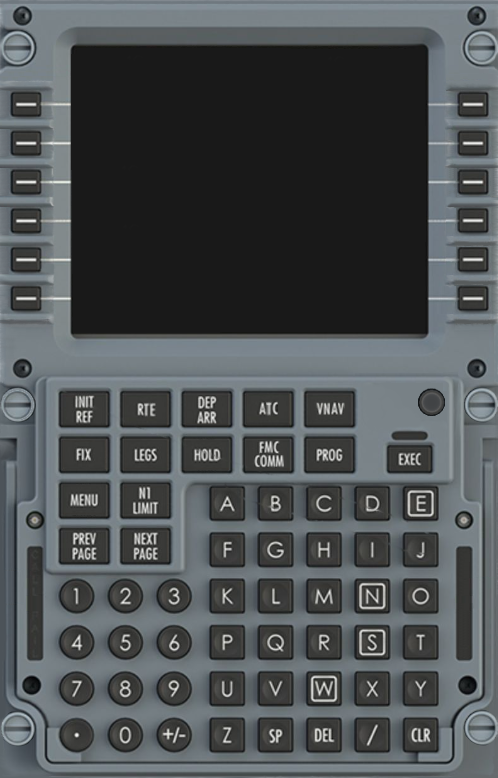 INIT REF
RTE
DEP ARR
ATC
VNAV
FIX
LEGS
HOLD
FMC COMM
PROG
EXEC
MENU
N1 LIMIT
PREV PAGE
NEXT PAGE
A B C D E
F G H I J
1 2 3 K L M N O
4 5 6 P Q R S T
7 8 9 U V W X Y
. 0 +/- Z SP DEL / CLR